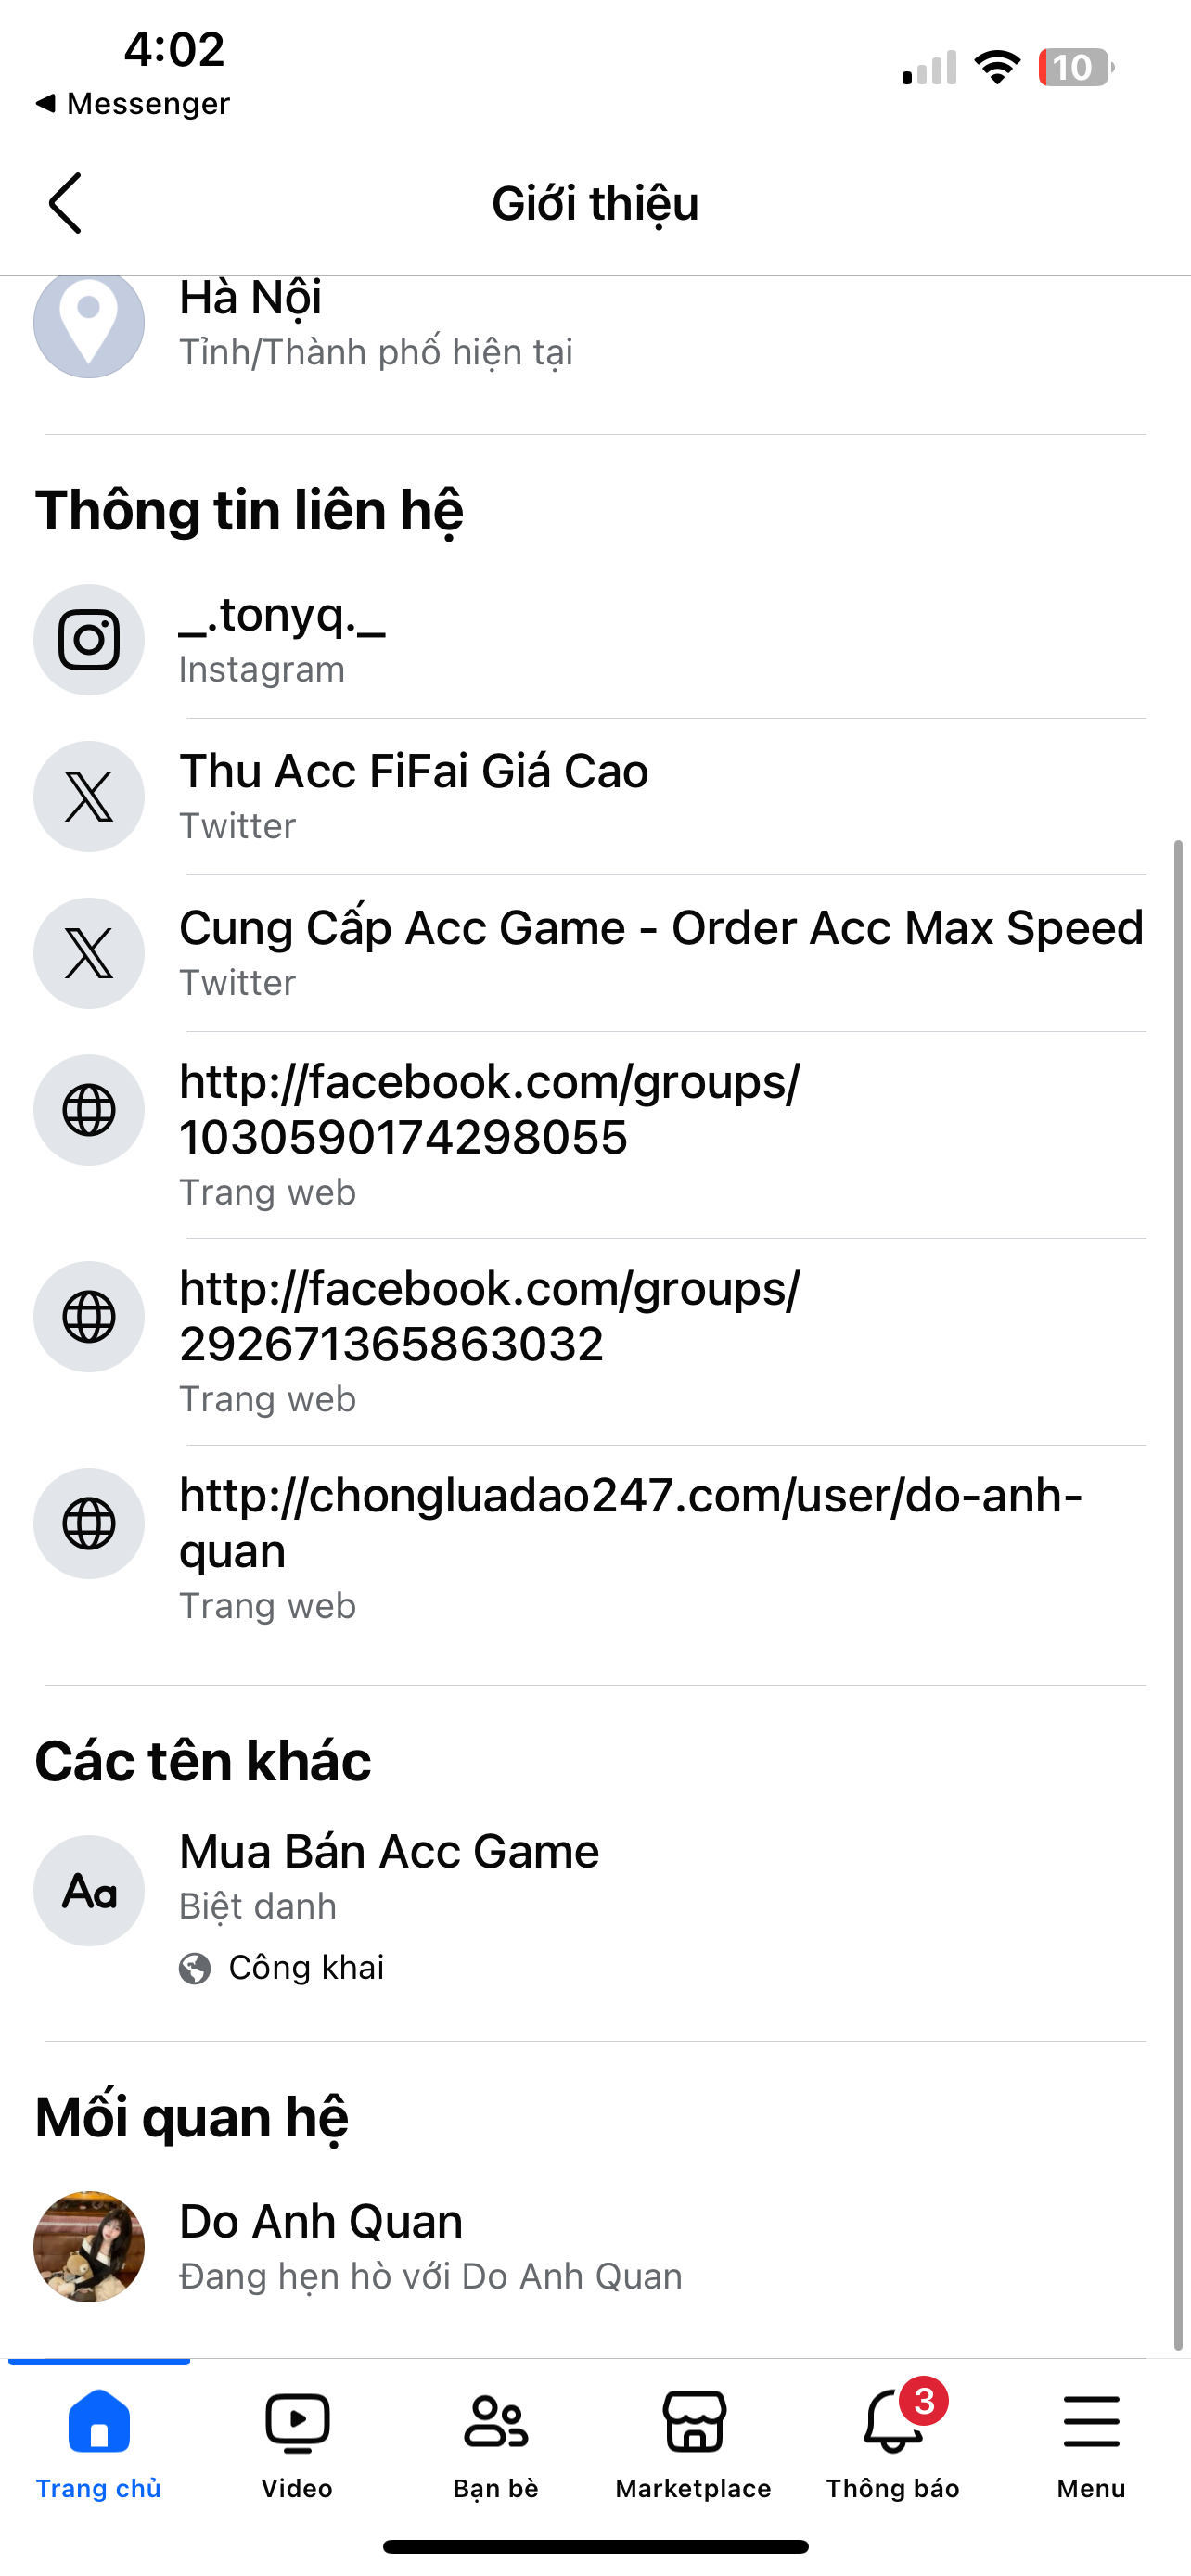 4:02
10
◀ Messenger
Giới thiệu
Hà Nội
Tỉnh/Thành phố hiện tại
Thông tin liên hệ
_.tonyq._
Instagram
Thu Acc FiFai Giá Cao
Twitter
Cung Cấp Acc Game - Order Acc Max Speed
Twitter
http://facebook.com/groups/
1030590174298055
Trang web
http://facebook.com/groups/
292671365863032
Trang web
http://chongluadao247.com/user/do-anh-
quan
Trang web
Các tên khác
Aa
Mua Bán Acc Game
Biệt danh
Công khai
Mối quan hệ
Do Anh Quan
Đang hẹn hò với Do Anh Quan
3
Trang chủ
Video
Bạn bè
Marketplace
Thông báo
Menu